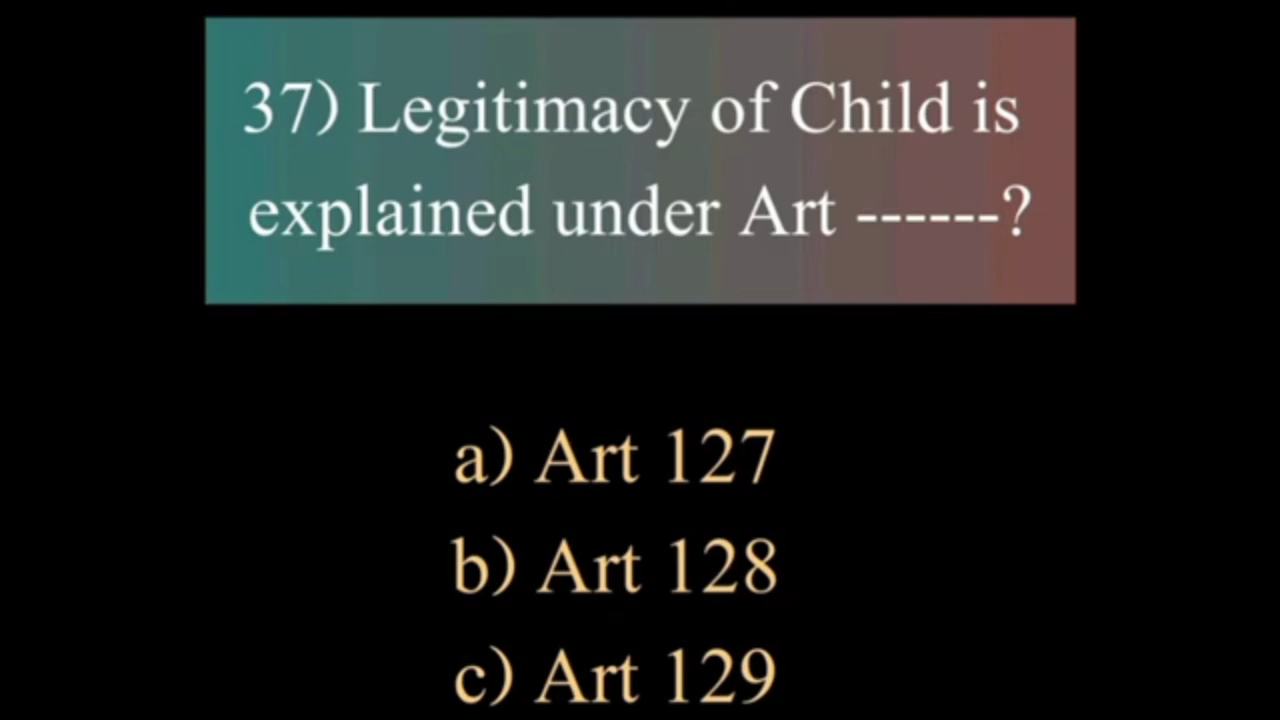 37) Legitimacy of Child is
explained under Art ------?
a) Art 127
b) Art 128
c) Art 129